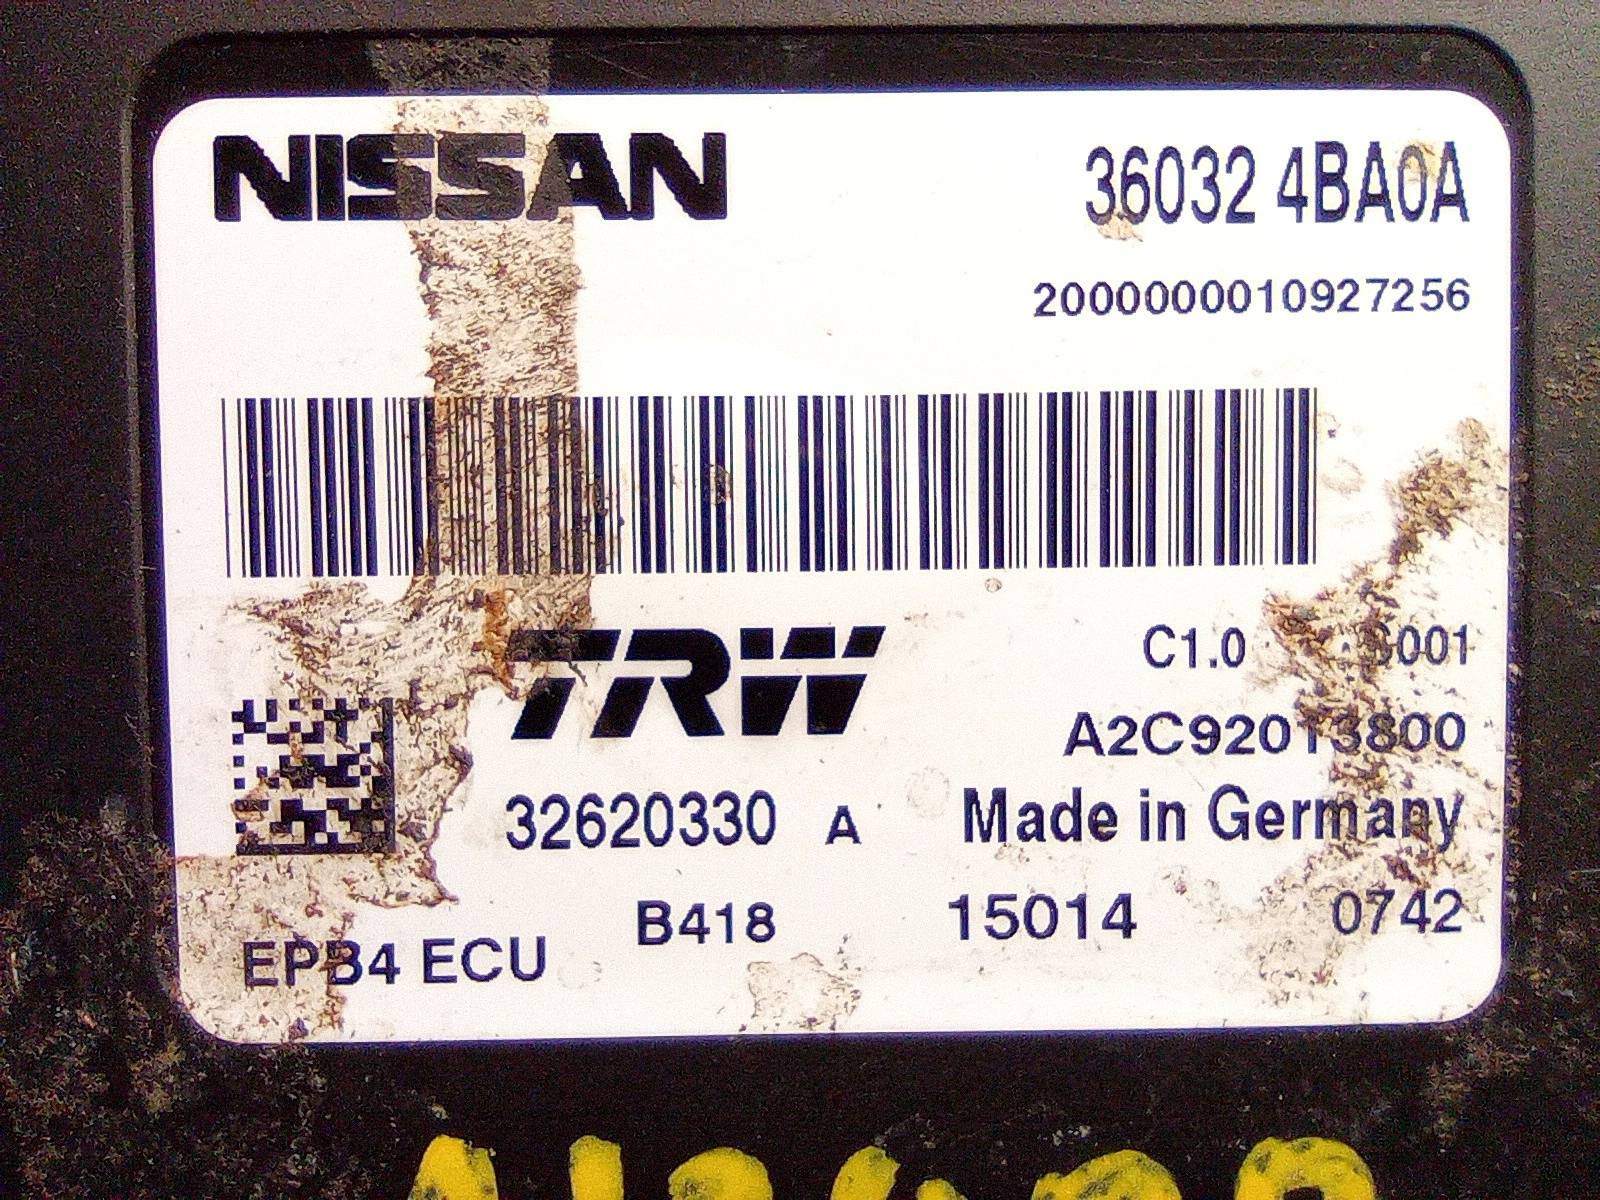 NISSAN
36032 4BA0A
2000000010927256
TRW
C1.0
A2C92013800
32620330 A
Made in Germany
B418
15014
0742
EPB4 ECU